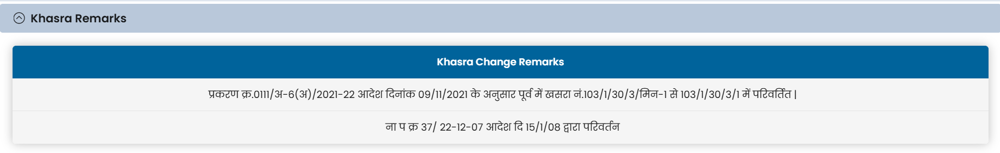 Khasra Remarks
Khasra Change Remarks
प्रकरण क्र.0111/अ-6(अ)/2021-22 आदेश दिनांक 09/11/2021 के अनुसार पूर्व में खसरा नं.103/1/30/3/मिन-1 से 103/1/30/3/1 में परिवर्तित |
ना प क्र 37/ 22-12-07 आदेश दि 15/1/08 द्वारा परिवर्तन